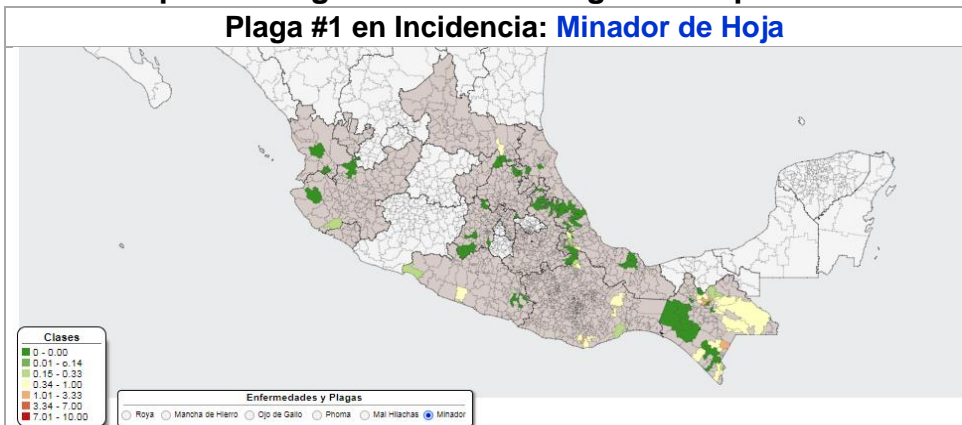 Plaga #1 en Incidencia: Minador de Hoja
Clases
0 - 0.00
0.01 - o.14
0.15 - 0.33
0.34 - 1.00
1.01 - 3.33
3.34 - 7.00
7.01 - 10.00
Enfermedades y Plagas
Roya Mancha de Hierro Ojo de Gallo Phoma Mal Hilachas Minador